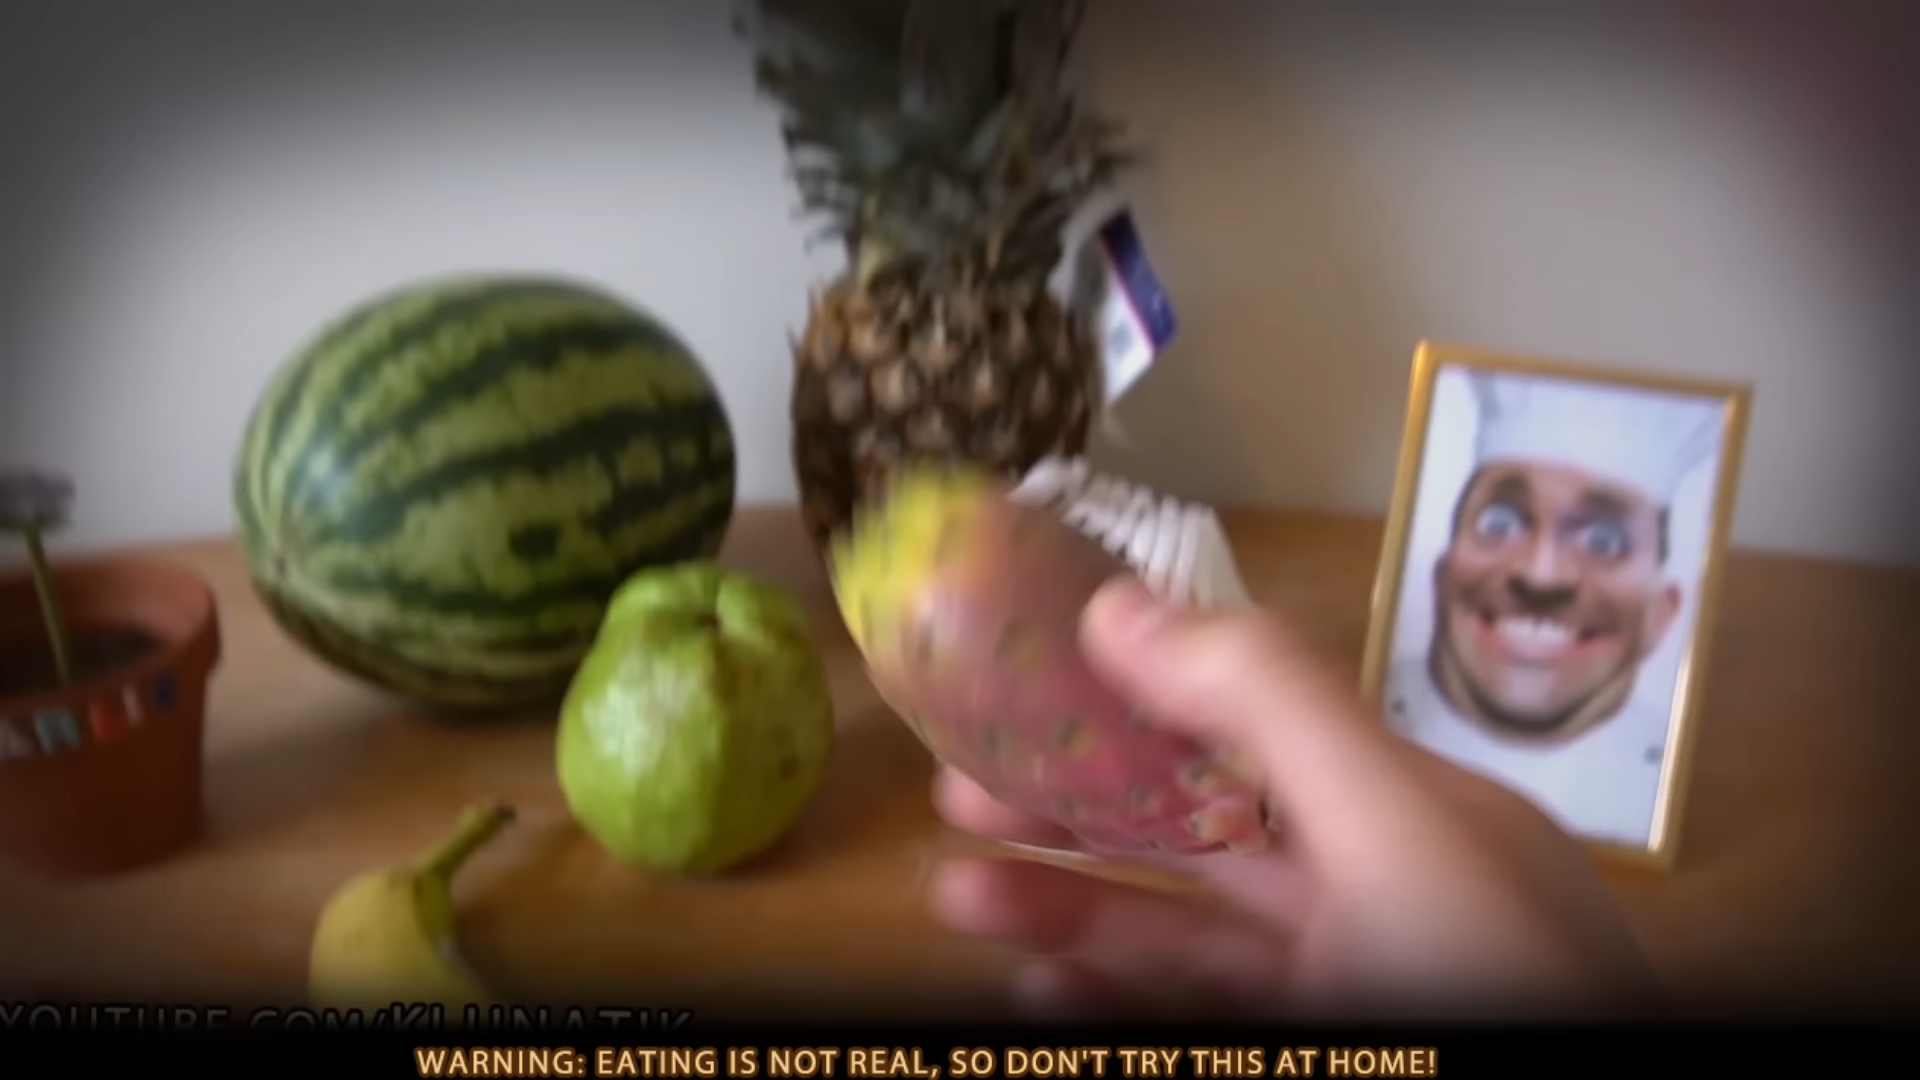 YOUTUBE.COM/KLUNATIK
WARNING: EATING IS NOT REAL, SO DON'T TRY THIS AT HOME!